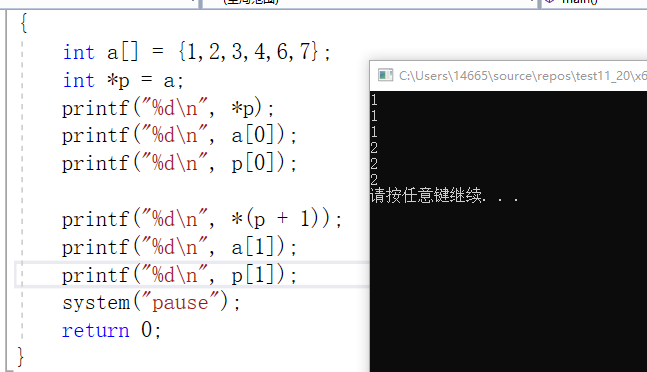 (全局范围)
main()
{
int a[] = {1,2,3,4,6,7};
int *p = a;
printf("%d\n", *p);
printf("%d\n", a[0]);
printf("%d\n", p[0]);
printf("%d\n", *(p + 1));
printf("%d\n", a[1]);
printf("%d\n", p[1]);
system("pause");
return 0;
}
C:\Users\14665\source\repos\test11_20\x6
1
1
1
2
2
2
请按任意键继续. . .